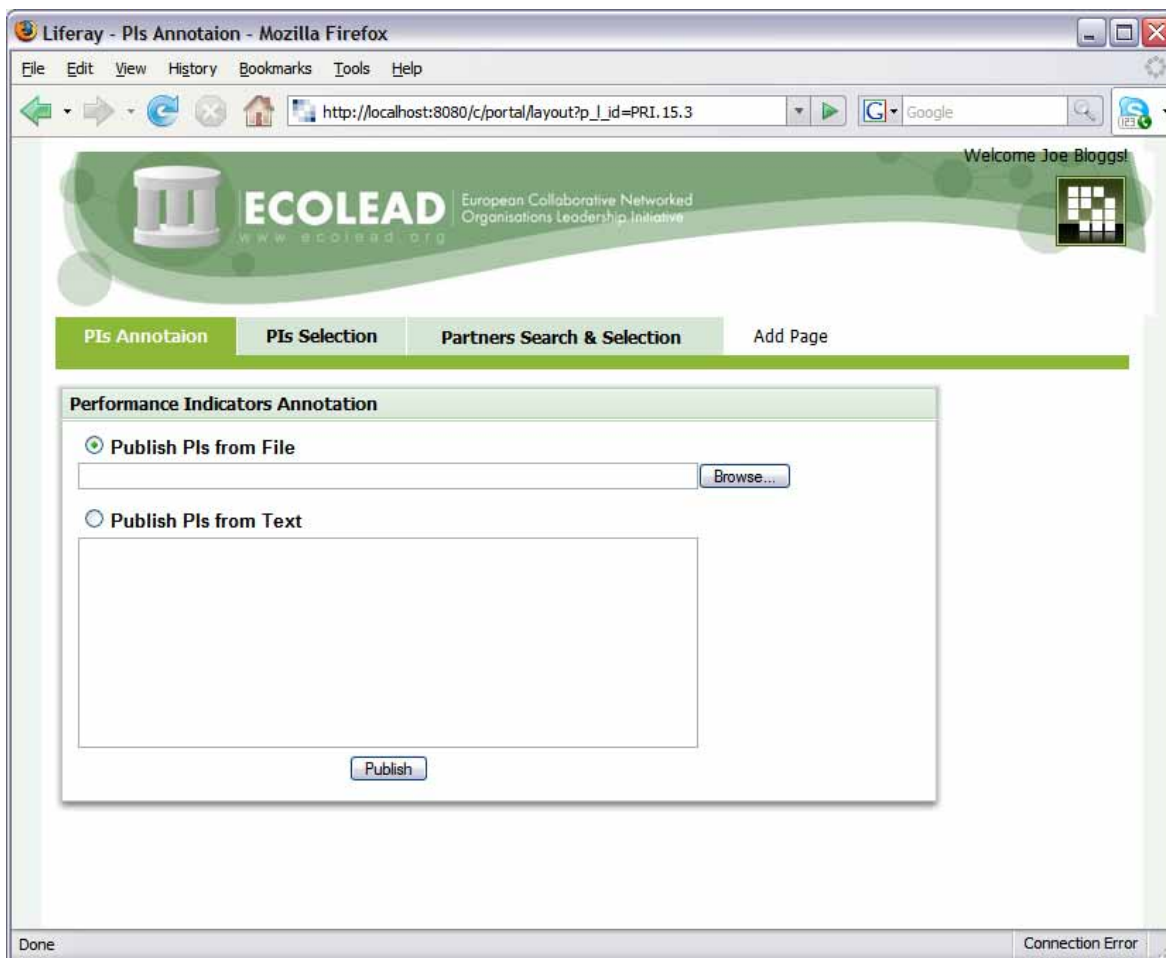 Liferay - PIs Annotaion - Mozilla Firefox
File Edit View History Bookmarks Tools Help
http://localhost:8080/c/portal/layout?p_l_id=PRI.15.3
G Google
123
Welcome Joe Bloggs!
ECOLEAD
www.ecolead.org
European Collaborative Networked
Organisations Leadership Initiative
PIs Annotaion PIs Selection Partners Search & Selection Add Page
Performance Indicators Annotation
Publish PIs from File
Browse...
Publish PIs from Text
Publish
Done Connection Error